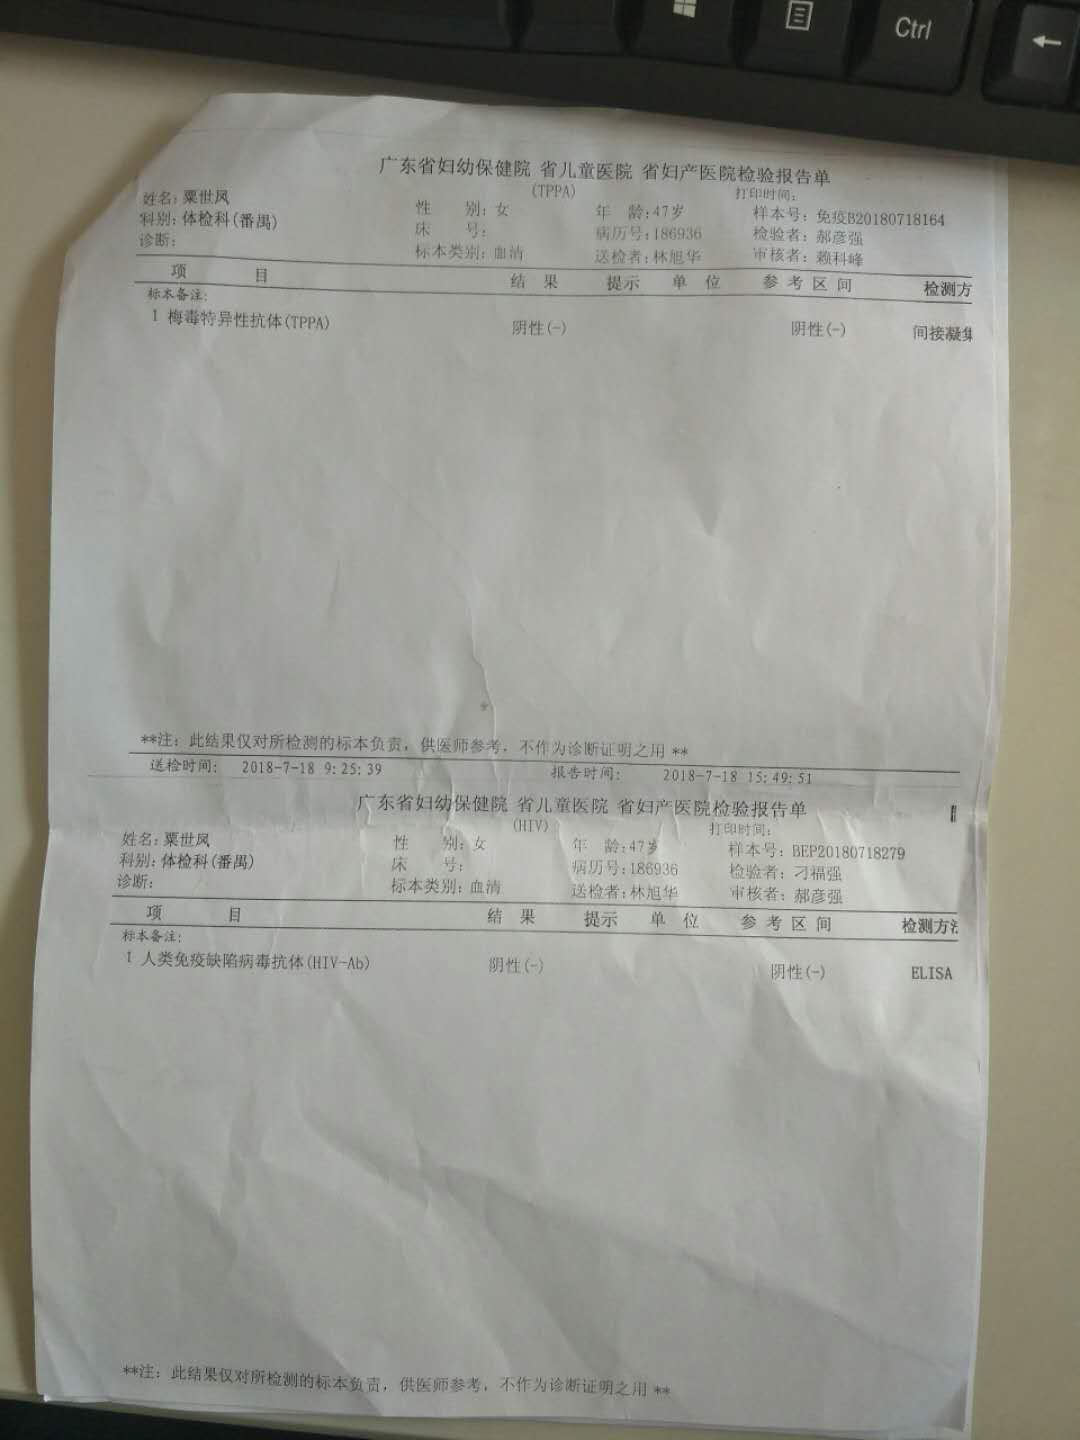 Ctrl
广东省妇幼保健院 省儿童医院 省妇产医院检验报告单
(TPPA)
打印时间:
姓名: 粟世凤 性 别: 女 年 龄: 47岁 样本号: 免疫B20180718164
科别: 体检科(番禺) 床 号: 病历号: 186936 检验者: 郝彦强
诊断: 标本类别: 血清 送检者: 林旭华 审核者: 赖科峰
项 目 结 果 提示 单 位 参 考 区 间 检测方
标本备注:
1 梅毒特异性抗体(TPPA) 阴性(-) 阴性(-) 间接凝集
**注: 此结果仅对所检测的标本负责, 供医师参考, 不作为诊断证明之用 **
送检时间: 2018-7-18 9:25:39 报告时间: 2018-7-18 15:49:51
广东省妇幼保健院 省儿童医院 省妇产医院检验报告单
(HIV)
打印时间:
姓名: 粟世凤 性 别: 女 年 龄: 47岁 样本号: BEP20180718279
科别: 体检科(番禺) 床 号: 病历号: 186936 检验者: 刁福强
诊断: 标本类别: 血清 送检者: 林旭华 审核者: 郝彦强
项 目 结 果 提示 单 位 参 考 区 间 检测方法
标本备注:
1 人类免疫缺陷病毒抗体(HIV-Ab) 阴性(-) 阴性(-) ELISA
**注: 此结果仅对所检测的标本负责, 供医师参考, 不作为诊断证明之用 **